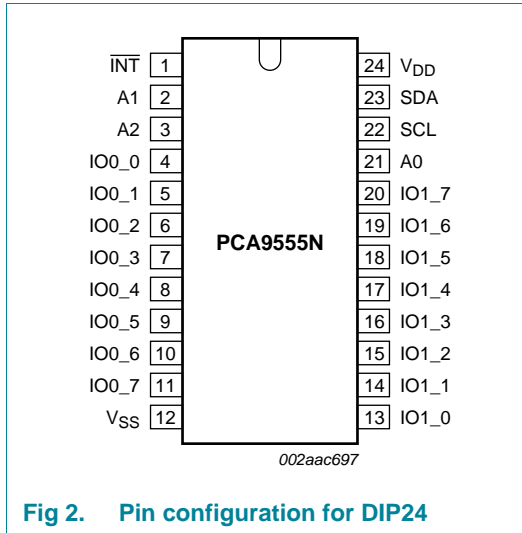 INT 1 24 VDD
A1 2 23 SDA
A2 3 22 SCL
IO0_0 4 21 A0
IO0_1 5 20 IO1_7
IO0_2 6 19 IO1_6
PCA9555N
IO0_3 7 18 IO1_5
IO0_4 8 17 IO1_4
IO0_5 9 16 IO1_3
IO0_6 10 15 IO1_2
IO0_7 11 14 IO1_1
VSS 12 13 IO1_0
002aac697
Fig 2. Pin configuration for DIP24